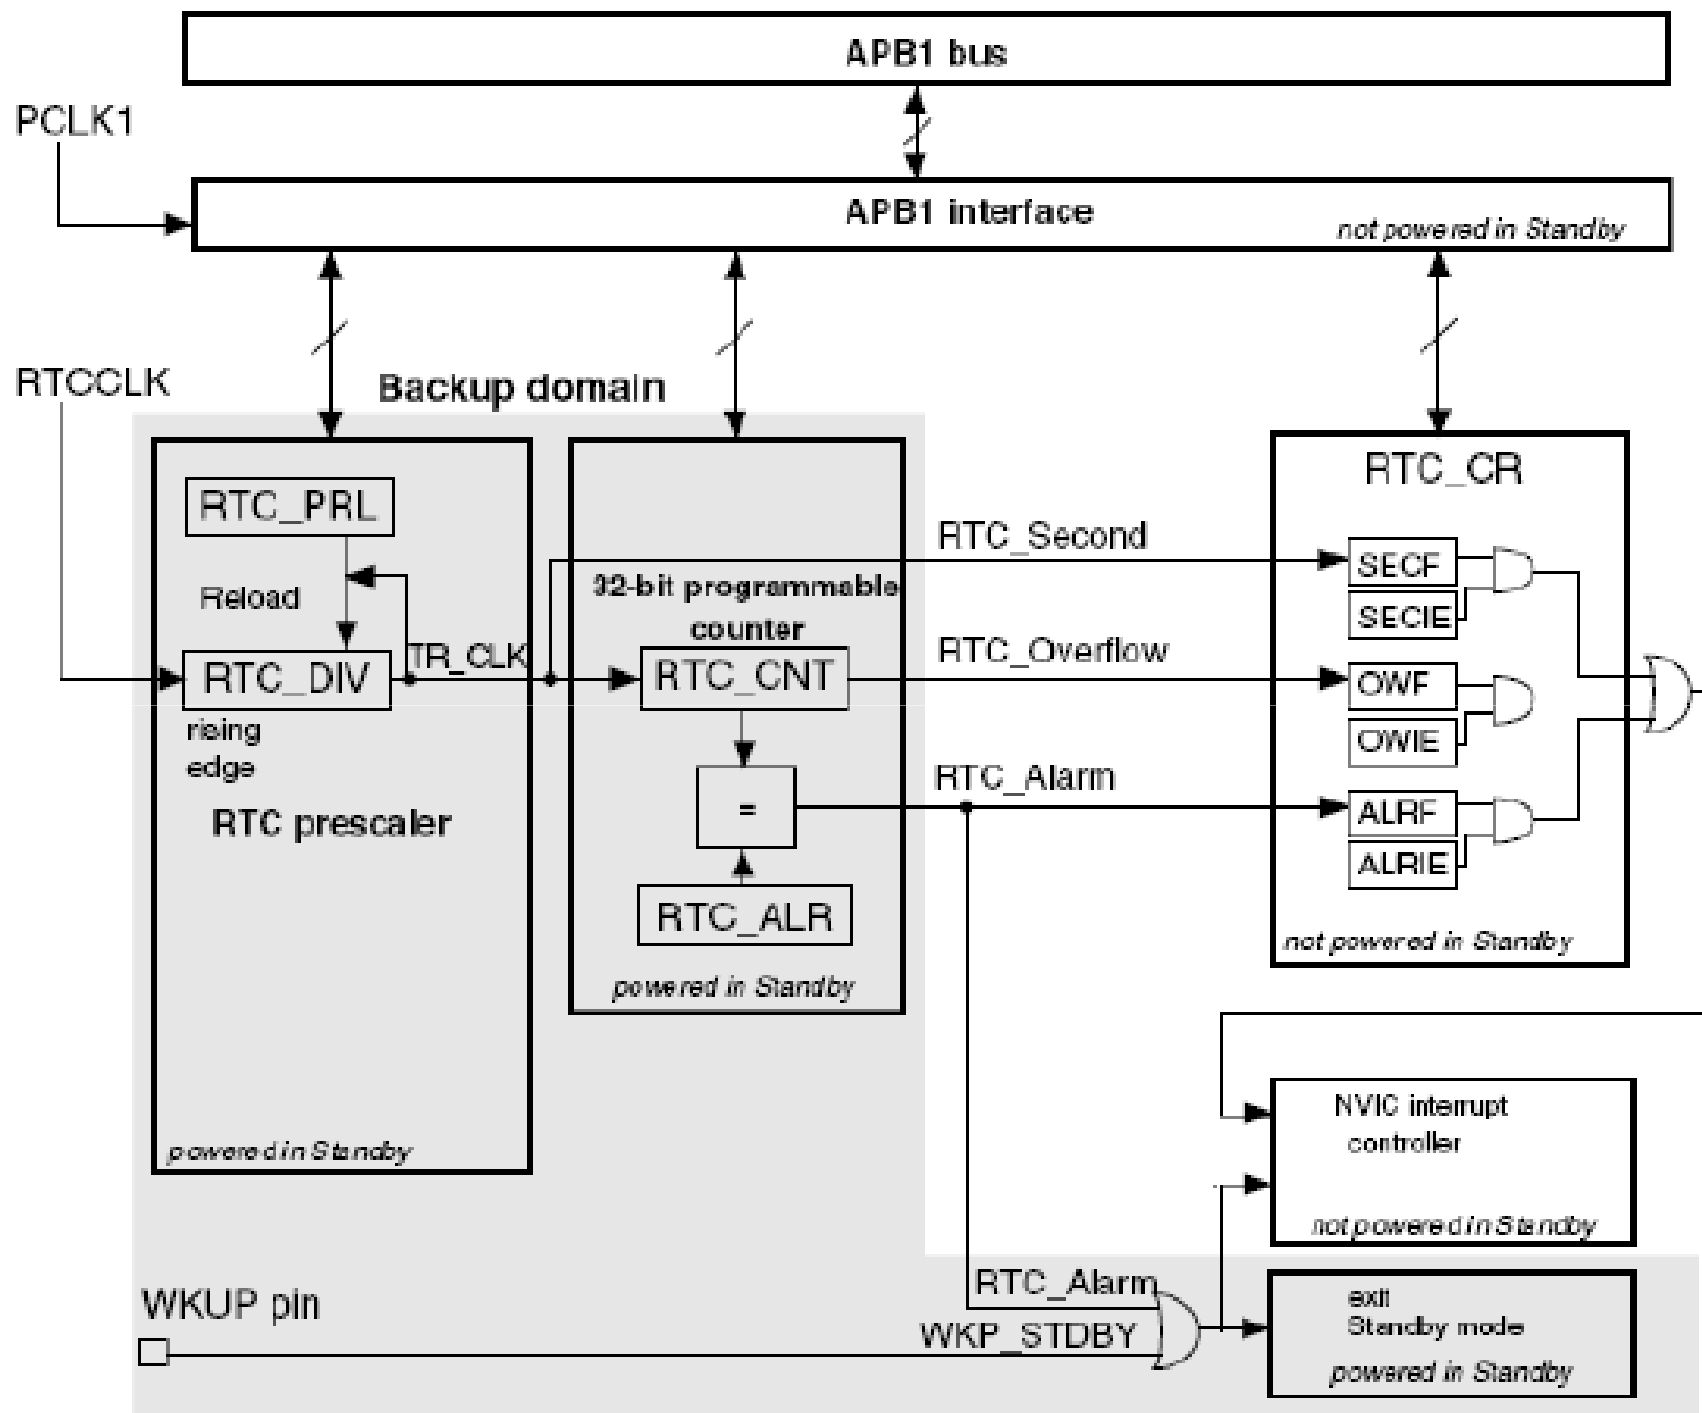 APB1 bus
PCLK1
APB1 interface
not powered in Standby
RTCCLK
Backup domain
RTC_PRL
Reload
RTC_DIV
rising
edge
RTC prescaler
powered in Standby
TR_CLK
32-bit programmable
counter
RTC_CNT
=
RTC_ALR
powered in Standby
RTC_Second
RTC_Overflow
RTC_Alarm
RTC_CR
SECF
SECIE
OWF
OWIE
ALRF
ALRIE
not powered in Standby
NVIC interrupt
controller
not powered in Standby
RTC_Alarm
WKUP pin
WKP_STDBY
exit
Standby mode
powered in Standby